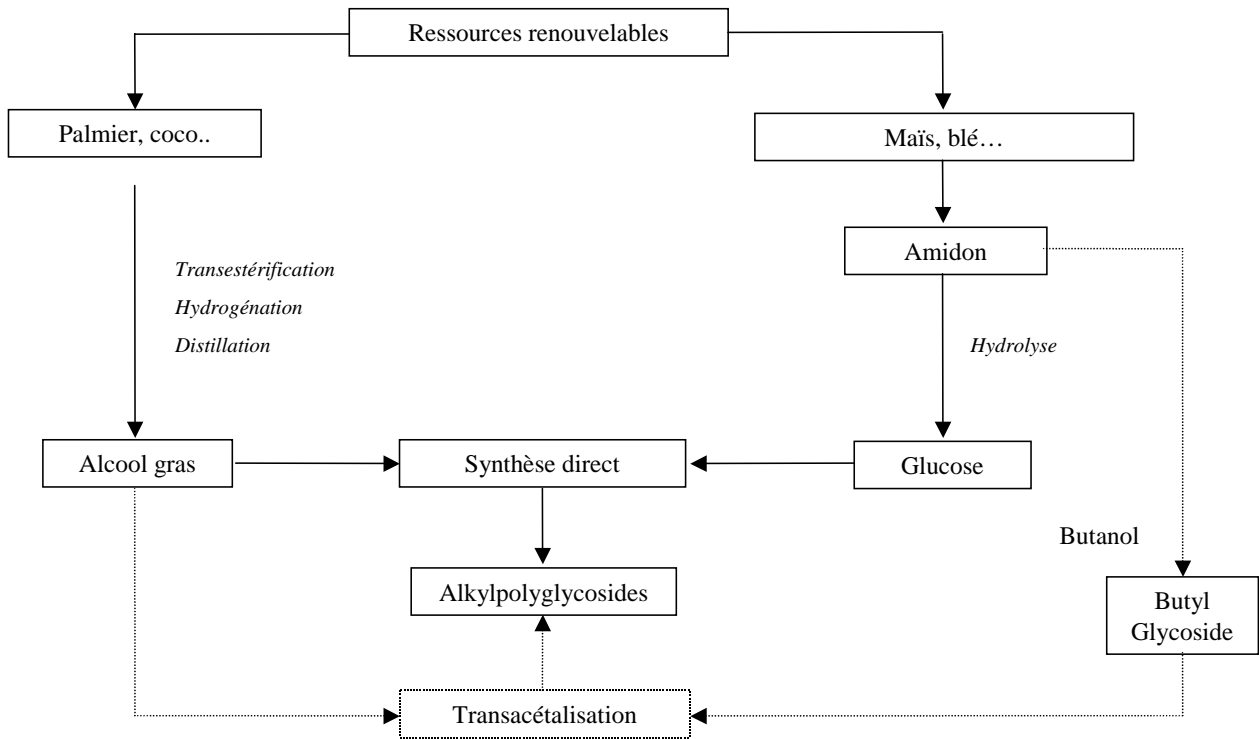 Ressources renouvelables
Palmier, coco..
Maïs, blé…
Amidon
Transestérification
Hydrogénation
Distillation
Hydrolyse
Alcool gras
Synthèse direct
Glucose
Butanol
Alkylpolyglycosides
Butyl
Glycoside
Transacétalisation